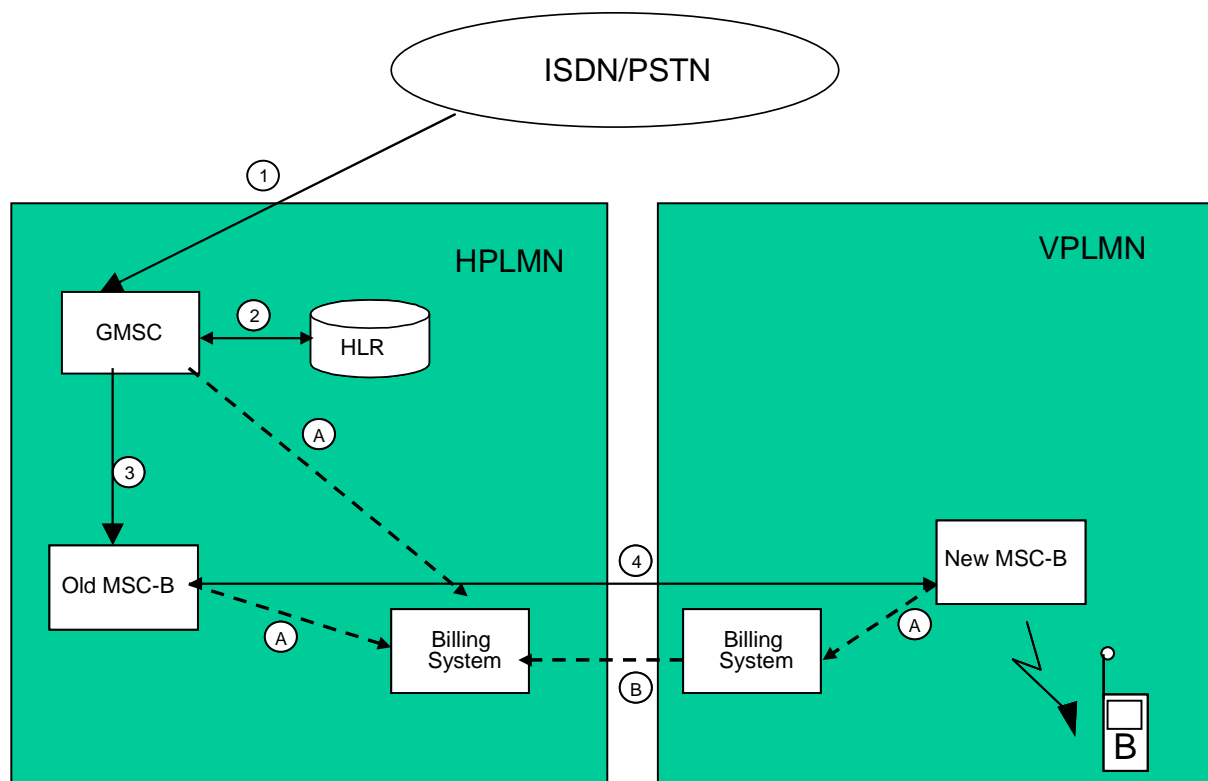 ISDN/PSTN
1
HPLMN
VPLMN
GMSC
2
HLR
A
3
Old MSC-B
4
New MSC-B
A
Billing
System
Billing
System
A
B
B